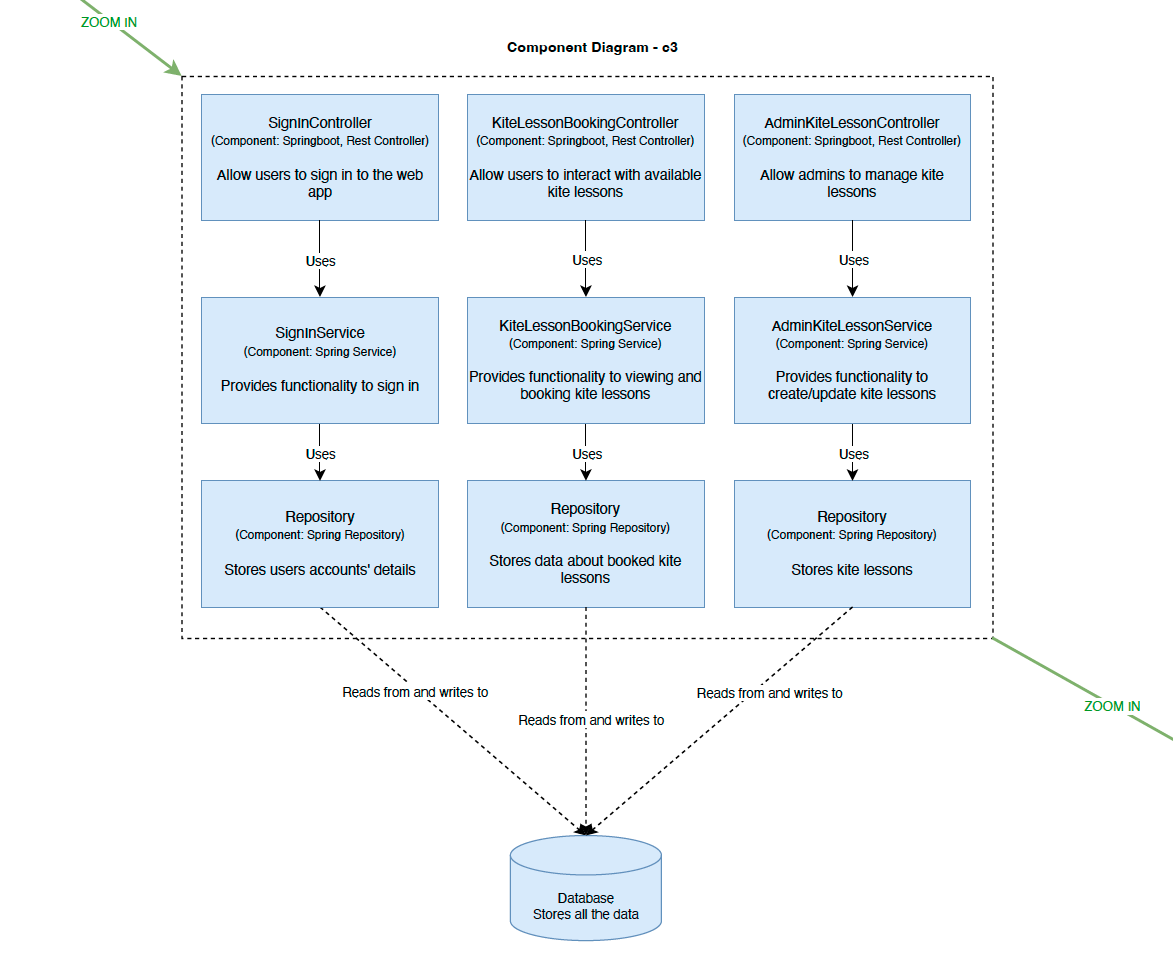 ZOOM IN
Component Diagram - c3
SignInController
(Component: Springboot, Rest Controller)
Allow users to sign in to the web
app
KiteLessonBookingController
(Component: Springboot, Rest Controller)
Allow users to interact with available
kite lessons
AdminKiteLessonController
(Component: Springboot, Rest Controller)
Allow admins to manage kite
lessons
Uses
Uses
Uses
SignInService
(Component: Spring Service)
Provides functionality to sign in
KiteLessonBookingService
(Component: Spring Service)
Provides functionality to viewing and
booking kite lessons
AdminKiteLessonService
(Component: Spring Service)
Provides functionality to
create/update kite lessons
Uses
Uses
Uses
Repository
(Component: Spring Repository)
Stores users accounts' details
Repository
(Component: Spring Repository)
Stores data about booked kite
lessons
Repository
(Component: Spring Repository)
Stores kite lessons
Reads from and writes to
Reads from and writes to
Reads from and writes to
ZOOM IN
Database
Stores all the data